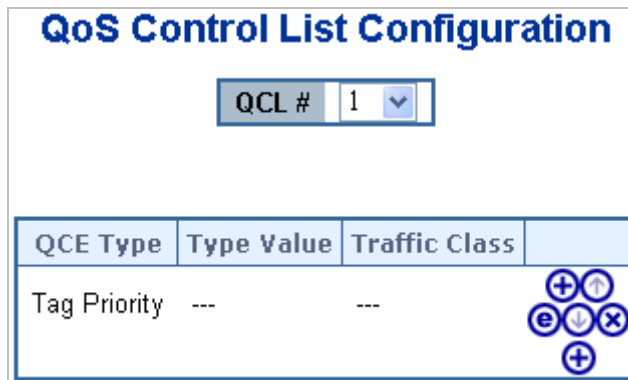 QoS Control List Configuration
QCL # 1
QCE Type Type Value Traffic Class
Tag Priority --- ---
e